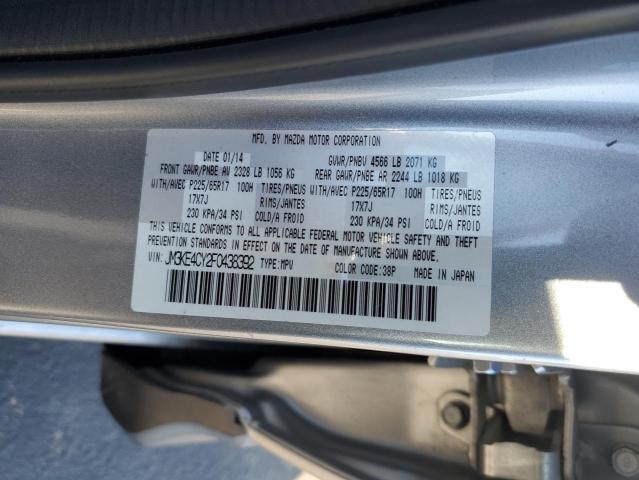 MFD. BY MAZDA MOTOR CORPORATION
DATE 01/14 GVWR/PNBV 4566 LB 2071 KG
FRONT GAWR/PNBE AV 2328 LB 1056 KG REAR GAWR/PNBE AR 2244 LB 1018 KG
WITH/AVEC P225/65R17 100H TIRES/PNEUS WITH/AVEC P225/65R17 100H TIRES/PNEUS
17X7J RIMS/JANTES 17X7J RIMS/JANTES
230 KPA/34 PSI COLD/A FROID 230 KPA/34 PSI COLD/A FROID
THIS VEHICLE CONFORMS TO ALL APPLICABLE FEDERAL MOTOR VEHICLE SAFETY AND THEFT
PREVENTION STANDARDS IN EFFECT ON THE DATE OF MANUFACTURE SHOWN ABOVE.
VIN: JM3KE4CY2F0438392 TYPE:MPV COLOR CODE:38P MADE IN JAPAN